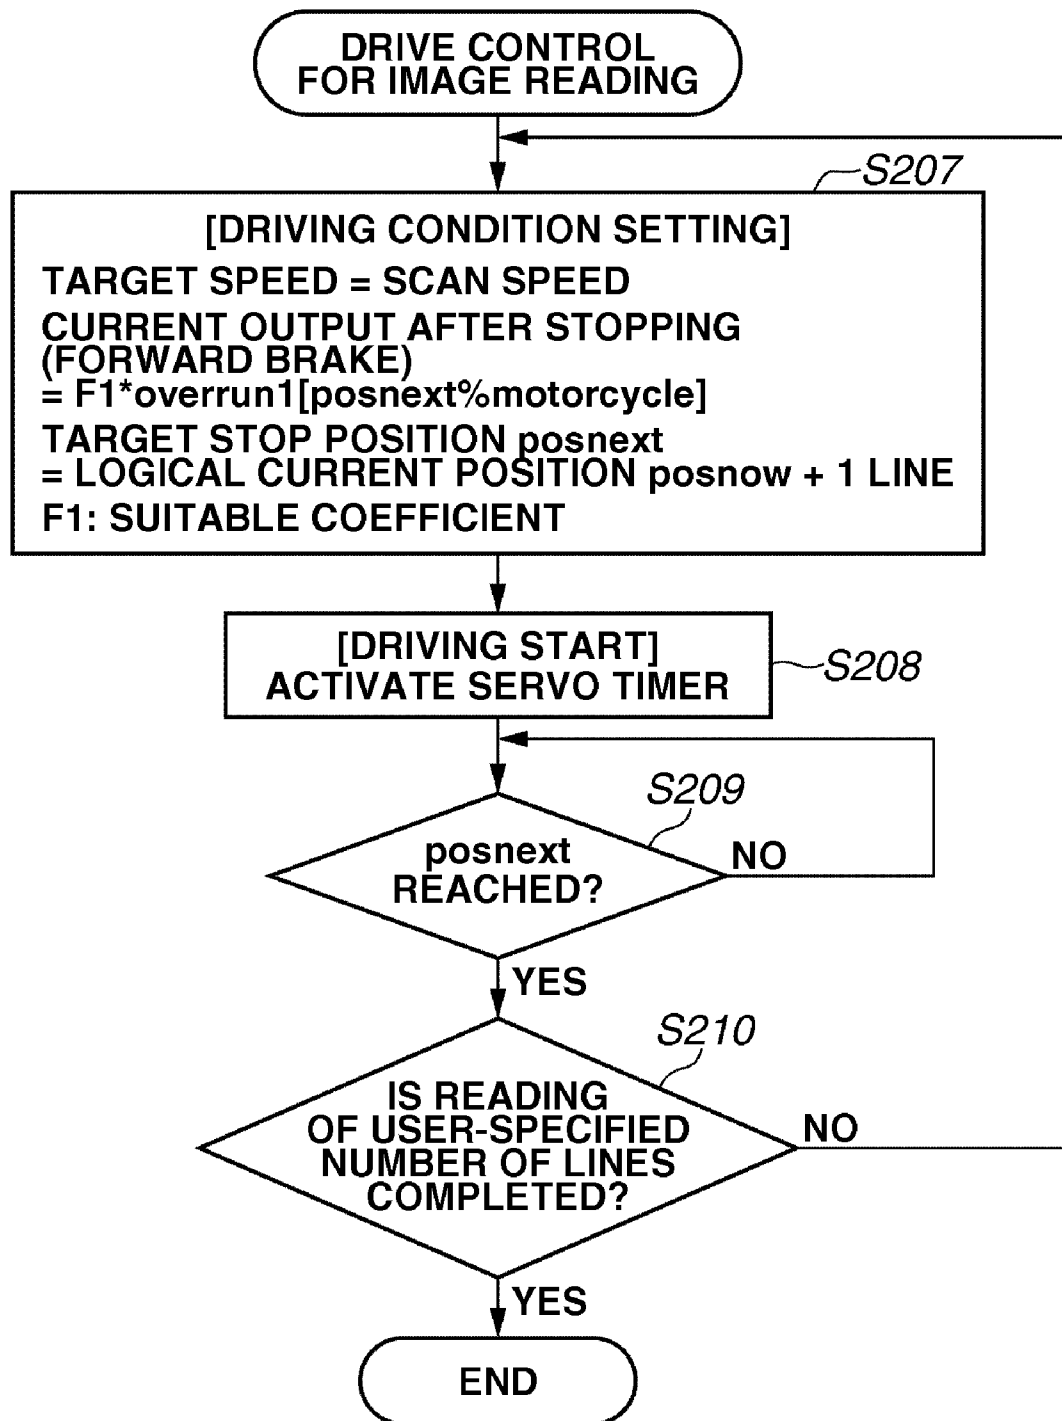 DRIVE CONTROL
FOR IMAGE READING
S207
[DRIVING CONDITION SETTING]
TARGET SPEED = SCAN SPEED
CURRENT OUTPUT AFTER STOPPING
(FORWARD BRAKE)
= F1*overrun1[posnext%motorcycle]
TARGET STOP POSITION posnext
= LOGICAL CURRENT POSITION posnow + 1 LINE
F1: SUITABLE COEFFICIENT
[DRIVING START]
ACTIVATE SERVO TIMER
S208
S209
posnext
REACHED?
NO
YES
S210
IS READING
OF USER-SPECIFIED
NUMBER OF LINES
COMPLETED?
NO
YES
END